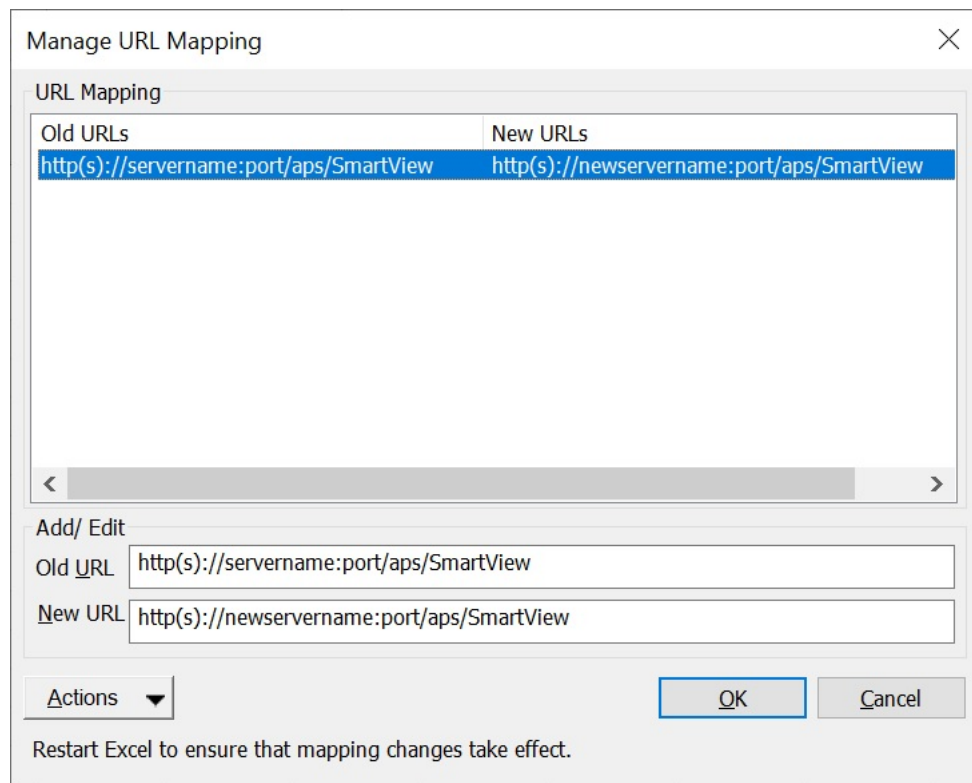 Manage URL Mapping
URL Mapping
Old URLs New URLs
http(s)://servername:port/aps/SmartView http(s)://newservername:port/aps/SmartView
Add/ Edit
Old URL http(s)://servername:port/aps/SmartView
New URL http(s)://newservername:port/aps/SmartView
Actions OK Cancel
Restart Excel to ensure that mapping changes take effect.